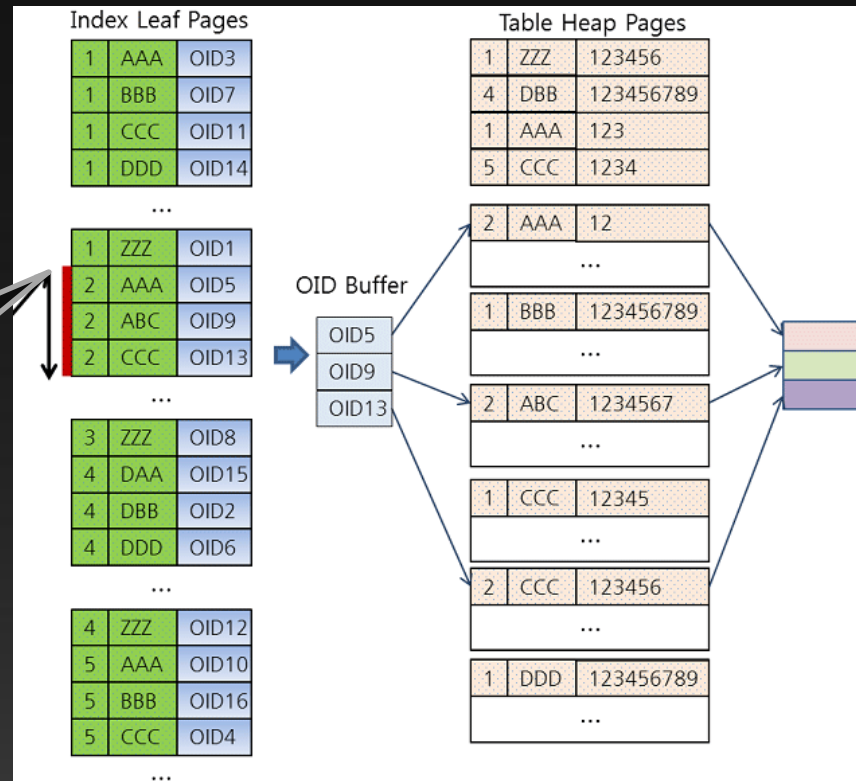 Index Leaf Pages
1 AAA OID3
1 BBB OID7
1 CCC OID11
1 DDD OID14
...
1 ZZZ OID1
2 AAA OID5
2 ABC OID9
2 CCC OID13
...
3 ZZZ OID8
4 DAA OID15
4 DBB OID2
4 DDD OID6
...
4 ZZZ OID12
5 AAA OID10
5 BBB OID16
5 CCC OID4
...
OID Buffer
OID5
OID9
OID13
Table Heap Pages
1 ZZZ 123456
4 DBB 123456789
1 AAA 123
5 CCC 1234
2 AAA 12
...
1 BBB 123456789
...
2 ABC 1234567
...
1 CCC 12345
...
2 CCC 123456
...
1 DDD 123456789
...